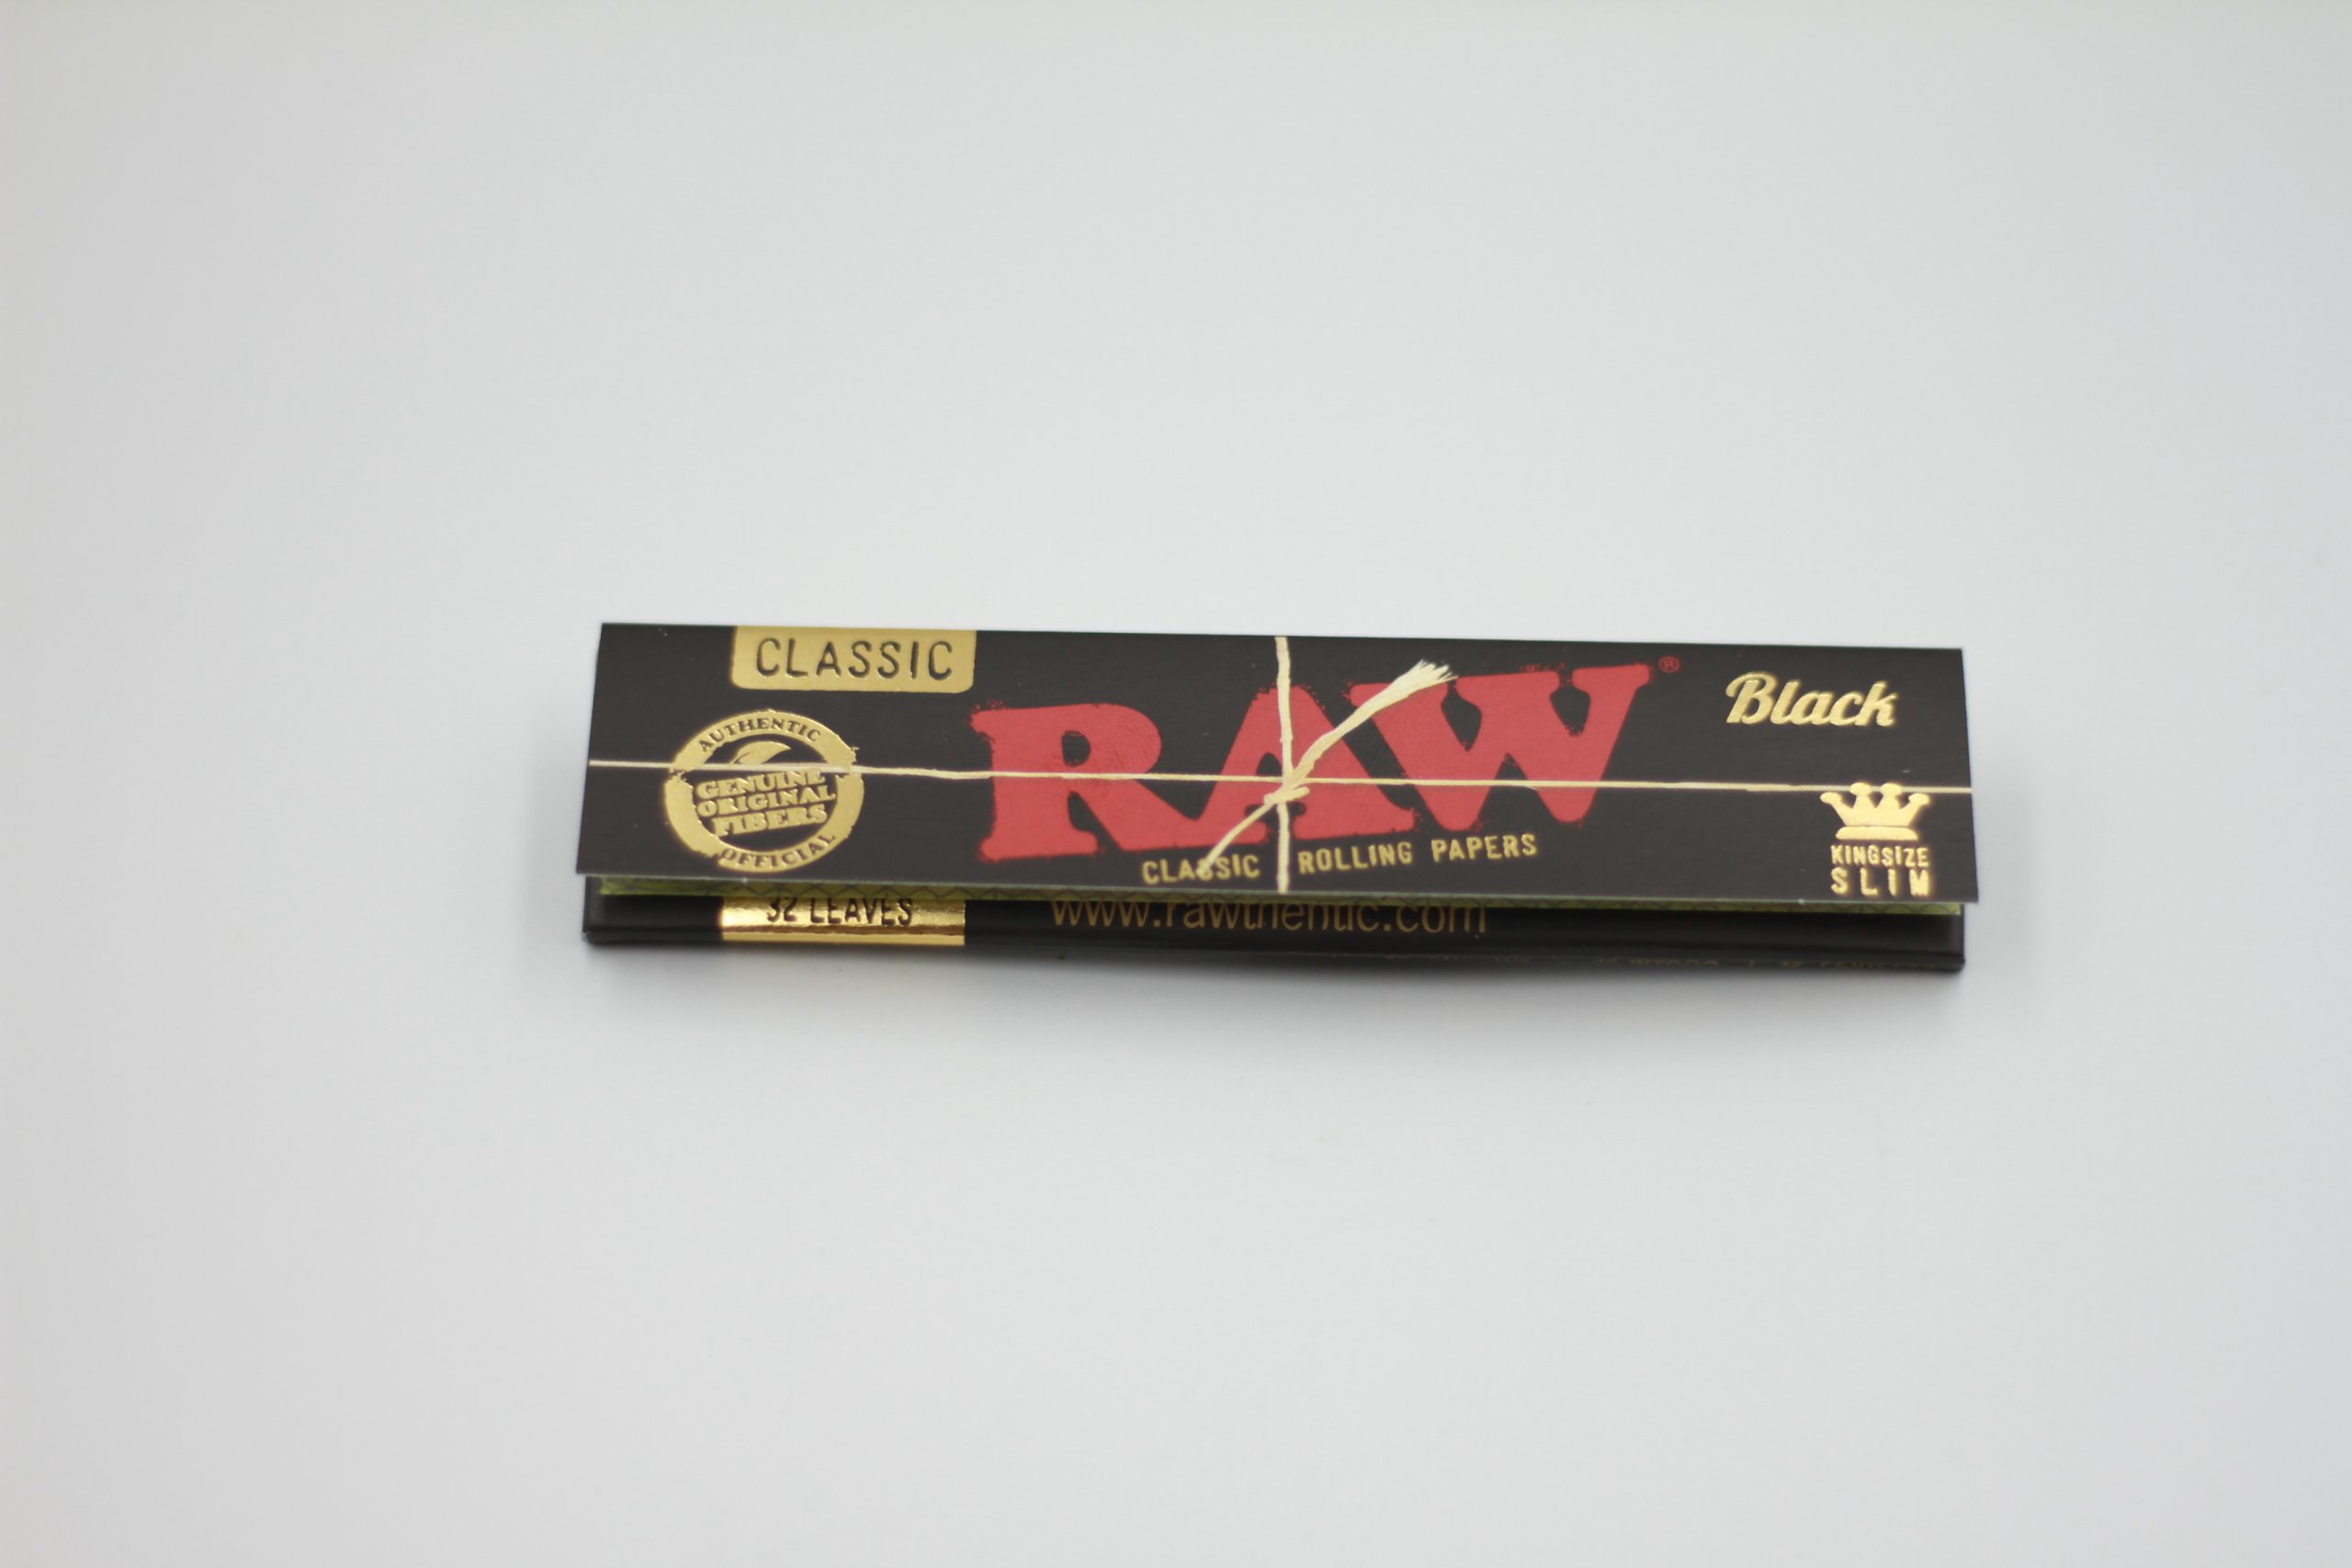 CLASSIC
RAW®
Black
AUTHENTIC
GENUINE
ORIGINAL
FIBERS
OFFICIAL
CLASSIC ROLLING PAPERS
KINGSIZE
SLIM
32 LEAVES
www.rawthentic.com